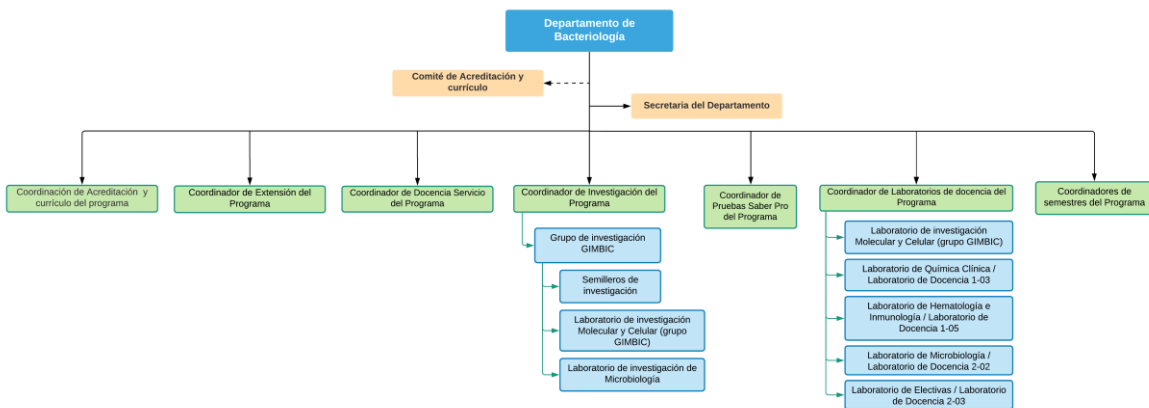 Departamento de
Bacteriología
Comité de Acreditación y
currículo
Secretaria del Departamento
Coordinación de Acreditación y
currículo del programa
Coordinador de Extensión del
Programa
Coordinador de Docencia Servicio
del Programa
Coordinador de Investigación del
Programa
Coordinador de
Pruebas Saber Pro
del Programa
Coordinador de Laboratorios de docencia del
Programa
Coordinadores de
semestres del Programa
Grupo de investigación
GIMBIC
Semilleros de
investigación
Laboratorio de investigación
Molecular y Celular (grupo
GIMBIC)
Laboratorio de investigación de
Microbiología
Laboratorio de investigación
Molecular y Celular (grupo GIMBIC)
Laboratorio de Química Clínica /
Laboratorio de Docencia 1-03
Laboratorio de Hematología e
Inmunología / Laboratorio de
Docencia 1-05
Laboratorio de Microbiología /
Laboratorio de Docencia 2-02
Laboratorio de Electivas / Laboratorio
de Docencia 2-03